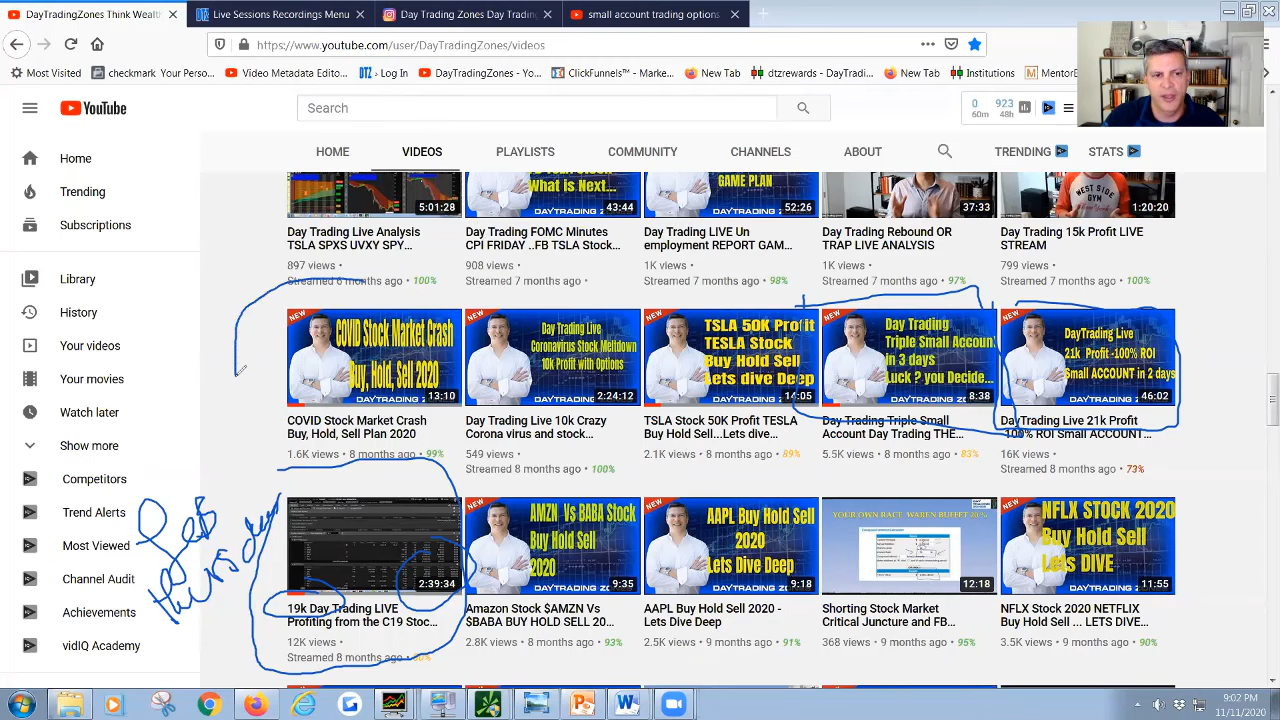 DayTradingZones Think Wealth
Live Sessions Recordings Menu
Instagram Zones Day Trading
small account trading option
https://www.youtube.com/user/DayTradingZones/videos
Most Visited
checkmark Your Perso...
Video Metadata Edito...
DTZ › Log In
DayTradingZones - Yo...
ClickFunnels™ - Marke...
New Tab
dtzrewards - DayTradi...
New Tab
Institutions
YouTube
Search
0 923
60m 48h
HOME
VIDEOS
PLAYLISTS
COMMUNITY
CHANNELS
ABOUT
TRENDING
STATS
Home
Trending
Subscriptions
Library
History
Your videos
Your movies
Watch later
Show more
Competitors
Trend Alerts
Most Viewed
Channel Audit
Achievements
vidIQ Academy
5:01:28
What is Next...
43:44
GAME PLAN
52:26
37:33
WEST SIDE
GYM
1:20:20
Day Trading Live Analysis
TSLA SPXS UVXY SPY...
897 views •
Streamed 6 months ago • 100%
Day Trading FOMC Minutes
CPI FRIDAY ..FB TSLA Stock...
908 views •
Streamed 7 months ago •
Day Trading LIVE Un
employment REPORT GAM...
1K views •
Streamed 7 months ago • 98%
Day Trading Rebound OR
TRAP LIVE ANALYSIS
1K views •
Streamed 7 months ago • 97%
Day Trading 15k Profit LIVE
STREAM
799 views •
Streamed 7 months ago • 100%
NEW
COVID Stock Market Crash
Buy, Hold, Sell 2020
13:10
COVID Stock Market Crash
Buy, Hold, Sell Plan 2020
1.6K views • 8 months ago • 99%
NEW
Day Trading Live
Coronavirus Stock Meltdown
10k Profit with Options
2:24:12
Day Trading Live 10k Crazy
Corona virus and stock...
549 views •
Streamed 8 months ago • 100%
NEW
TSLA 50K Profit
TESLA Stock
Buy Hold Sell
Lets dive Deep
14:05
TSLA Stock 50K Profit TESLA
Buy Hold Sell...Lets dive...
2.1K views • 8 months ago • 89%
NEW
Day Trading
Triple Small Accoun
in 3 days
Luck ? you Decide...
8:38
Day Trading Triple Small
Account Day Trading THE...
5.5K views • 8 months ago • 83%
NEW
DayTrading Live
21k Profit -100% ROI
Small ACCOUNT in 2 days
46:02
Day Trading Live 21k Profit
-100% ROI Small ACCOUNT...
16K views •
Streamed 8 months ago • 73%
2:39:34
19k Day Trading LIVE
Profiting from the C19 Stoc...
12K views •
Streamed 8 months ago •
NEW
AMZN vs BABA Stock
Buy Hold Sell
2020
9:35
Amazon Stock $AMZN Vs
$BABA BUY HOLD SELL 20...
2.8K views • 9 months ago • 93%
NEW
AAPL Buy Hold Sell
2020
Lets Dive Deep
9:18
AAPL Buy Hold Sell 2020 -
Lets Dive Deep
2.5K views • 9 months ago • 91%
YOUR OWN RACE. WAREN BUFFET 20%
12:18
Shorting Stock Market
Critical Juncture and FB...
368 views • 9 months ago • 95%
NEW
NFLX STOCK 2020
Buy Hold Sell
Lets DIVE
11:55
NFLX Stock 2020 NETFLIX
Buy Hold Sell ... LETS DIVE...
3.5K views • 9 months ago • 90%
9:02 PM
11/11/2020